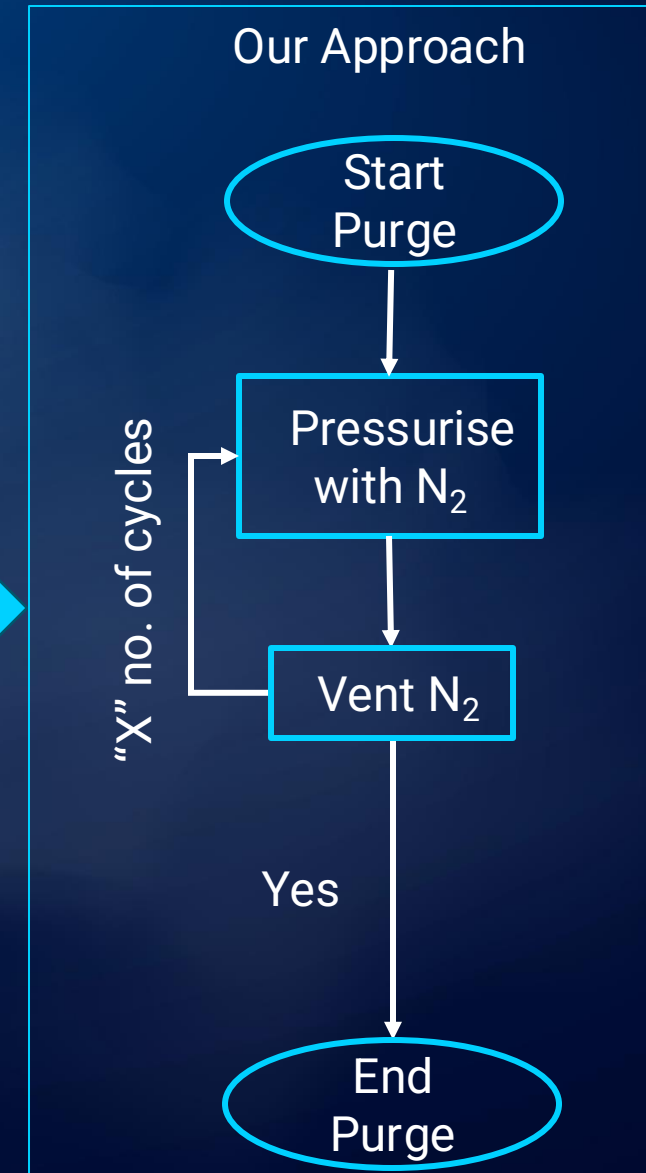 Our Approach
Start
Purge
Pressurise
with N₂
“X” no. of cycles
Vent N₂
Yes
End
Purge